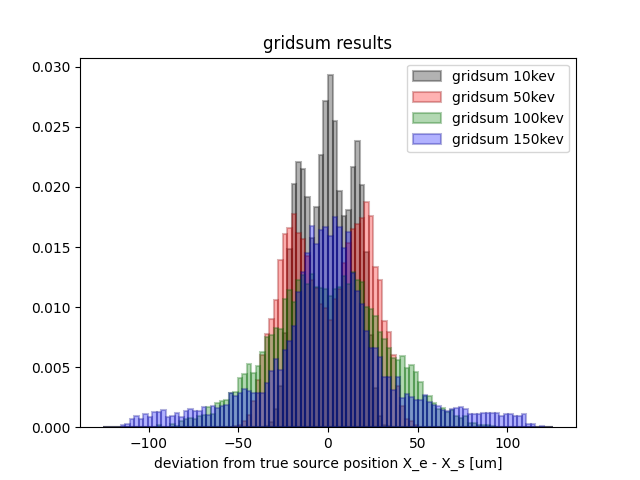 gridsum results
0.030
0.025
0.020
0.015
0.010
0.005
0.000
gridsum 10kev
gridsum 50kev
gridsum 100kev
gridsum 150kev
−100 −50 0 50 100
deviation from true source position X_e - X_s [um]